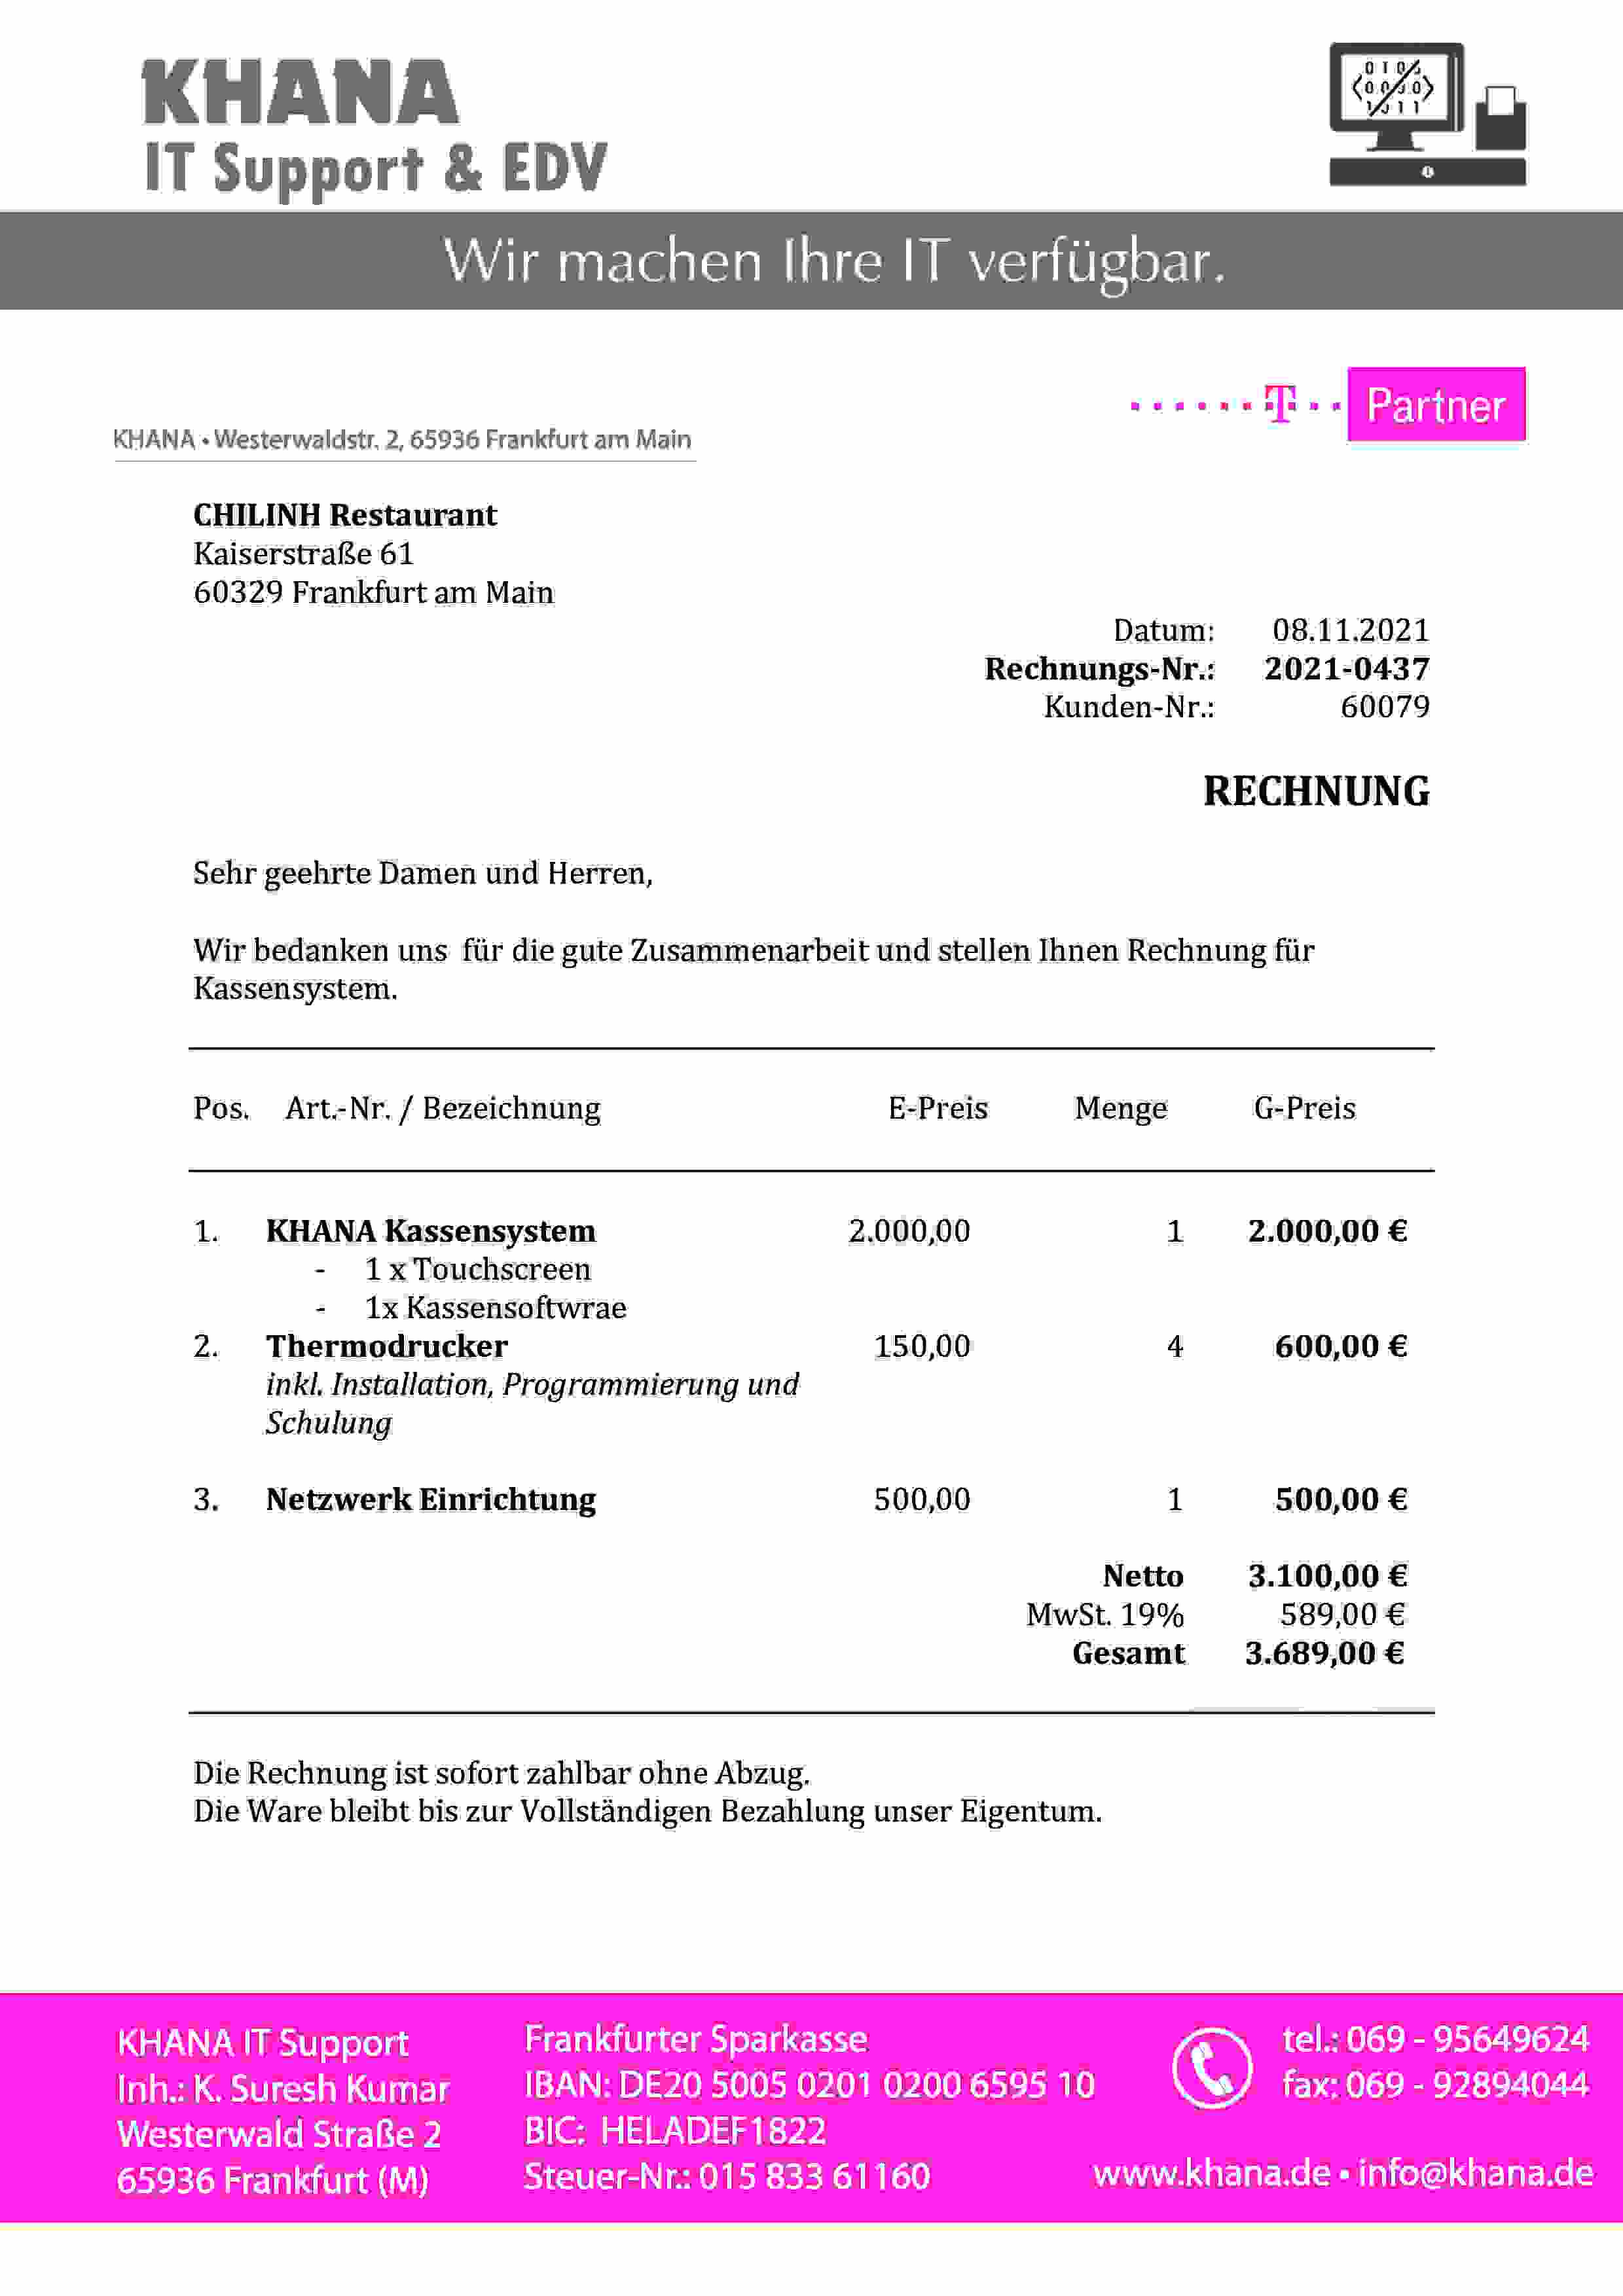 KHANA
IT Support & EDV
Wir machen Ihre IT verfügbar.
T Partner
KHANA • Westerwaldstr. 2, 65936 Frankfurt am Main
CHILINH Restaurant
Kaiserstraße 61
60329 Frankfurt am Main
Datum: 08.11.2021
Rechnungs-Nr.: 2021-0437
Kunden-Nr.: 60079
RECHNUNG
Sehr geehrte Damen und Herren,
Wir bedanken uns für die gute Zusammenarbeit und stellen Ihnen Rechnung für
Kassensystem.
Pos. Art.-Nr. / Bezeichnung E-Preis Menge G-Preis
1. KHANA Kassensystem 2.000,00 1 2.000,00 €
- 1 x Touchscreen
- 1x Kassensoftwrae
2. Thermodrucker 150,00 4 600,00 €
inkl. Installation, Programmierung und
Schulung
3. Netzwerk Einrichtung 500,00 1 500,00 €
Netto 3.100,00 €
MwSt. 19% 589,00 €
Gesamt 3.689,00 €
Die Rechnung ist sofort zahlbar ohne Abzug.
Die Ware bleibt bis zur Vollständigen Bezahlung unser Eigentum.
KHANA IT Support
Inh.: K. Suresh Kumar
Westerwald Straße 2
65936 Frankfurt (M)
Frankfurter Sparkasse
IBAN: DE20 5005 0201 0200 6595 10
BIC: HELADEF1822
Steuer-Nr.: 015 833 61160
tel.: 069 - 95649624
fax: 069 - 92894044
www.khana.de • info@khana.de